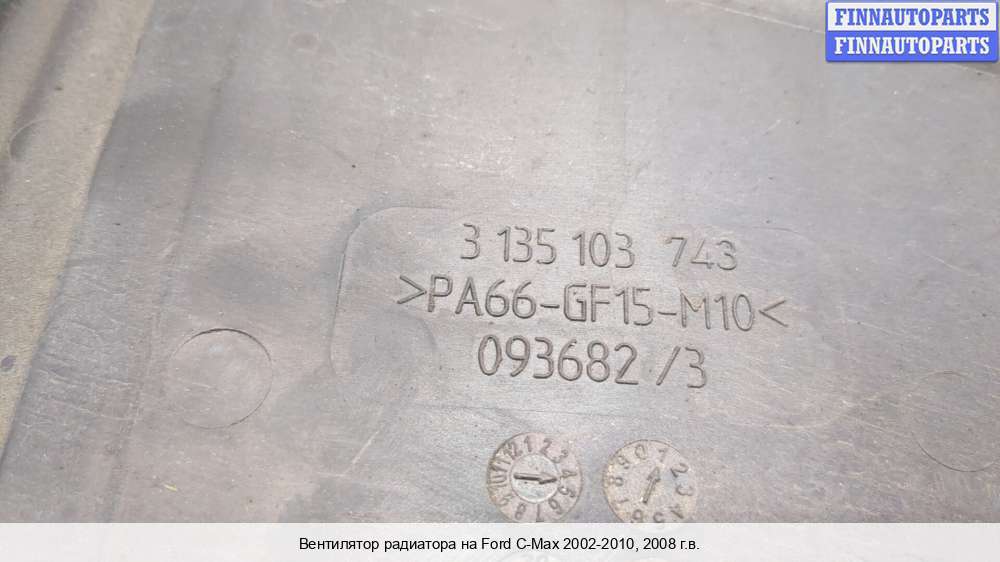 FINNAUTOPARTS
FINNAUTOPARTS
3 135 103 743
>PA66-GF15-M10<
093682/3
Вентилятор радиатора на Ford C-Max 2002-2010, 2008 г.в.